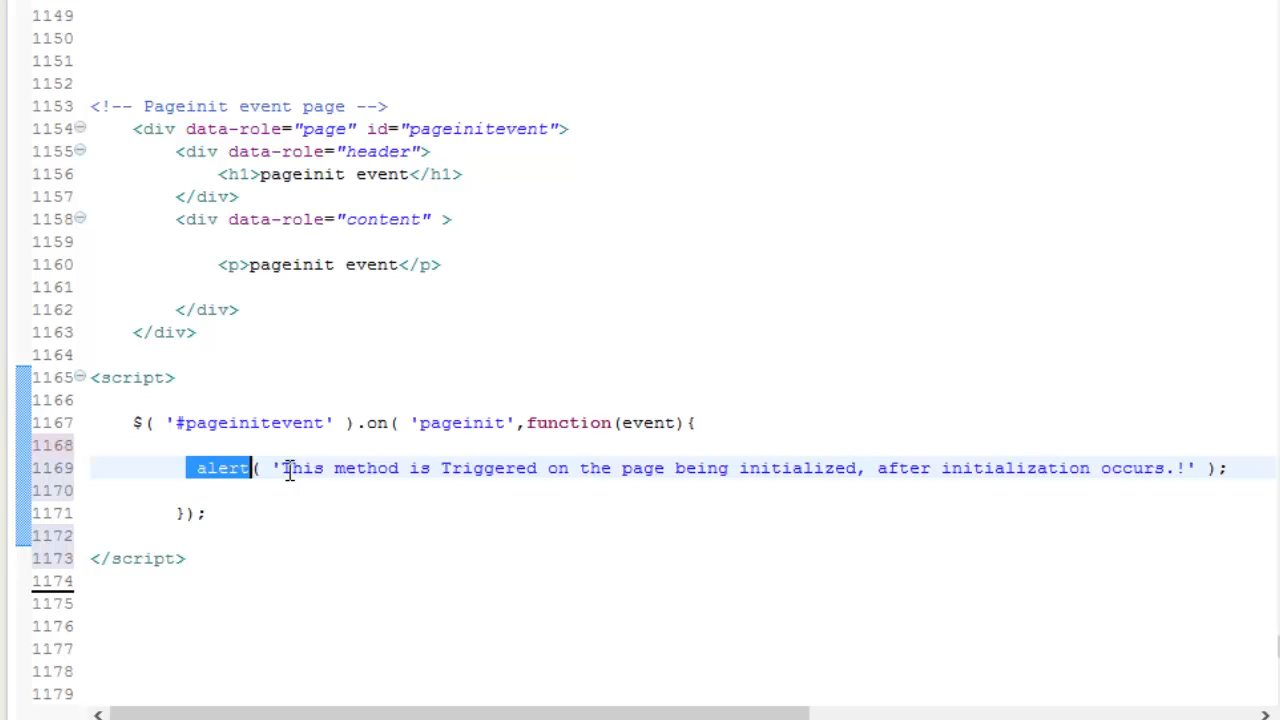 1149
1150
1151
1152
1153 <!-- Pageinit event page -->
1154 <div data-role="page" id="pageinitevent">
1155 <div data-role="header">
1156 <h1>pageinit event</h1>
1157 </div>
1158 <div data-role="content" >
1159
1160 <p>pageinit event</p>
1161
1162 </div>
1163 </div>
1164
1165 <script>
1166
1167 $( '#pageinitevent' ).on( 'pageinit',function(event){
1168
1169 alert( 'This method is Triggered on the page being initialized, after initialization occurs.!' );
1170
1171 });
1172
1173 </script>
1174
1175
1176
1177
1178
1179